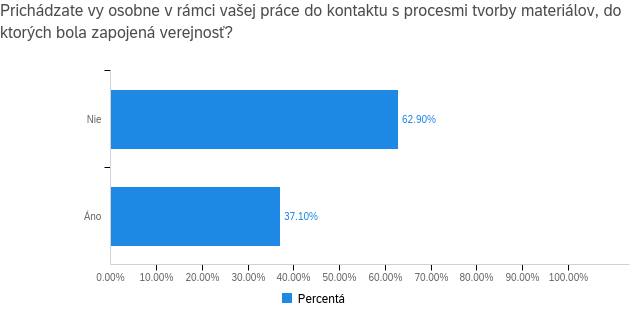 Prichádzate vy osobne v rámci vašej práce do kontaktu s procesmi tvorby materiálov, do
ktorých bola zapojená verejnosť?
Nie
62.90%
Áno
37.10%
0.00% 10.00% 20.00% 30.00% 40.00% 50.00% 60.00% 70.00% 80.00% 90.00% 100.00%
Percentá